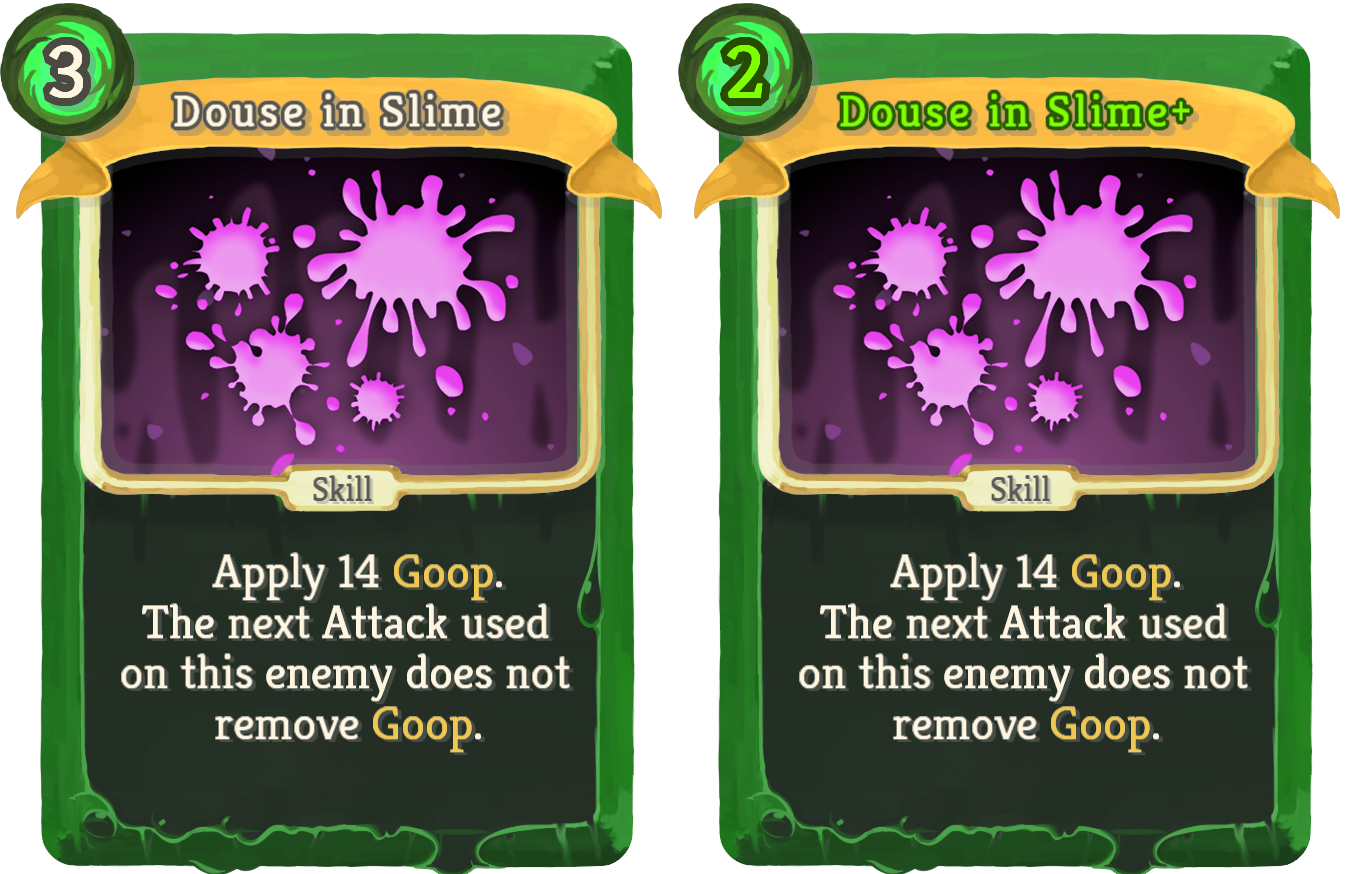 3
Douse in Slime
Skill
Apply 14 Goop.
The next Attack used
on this enemy does not
remove Goop.
2
Douse in Slime+
Skill
Apply 14 Goop.
The next Attack used
on this enemy does not
remove Goop.